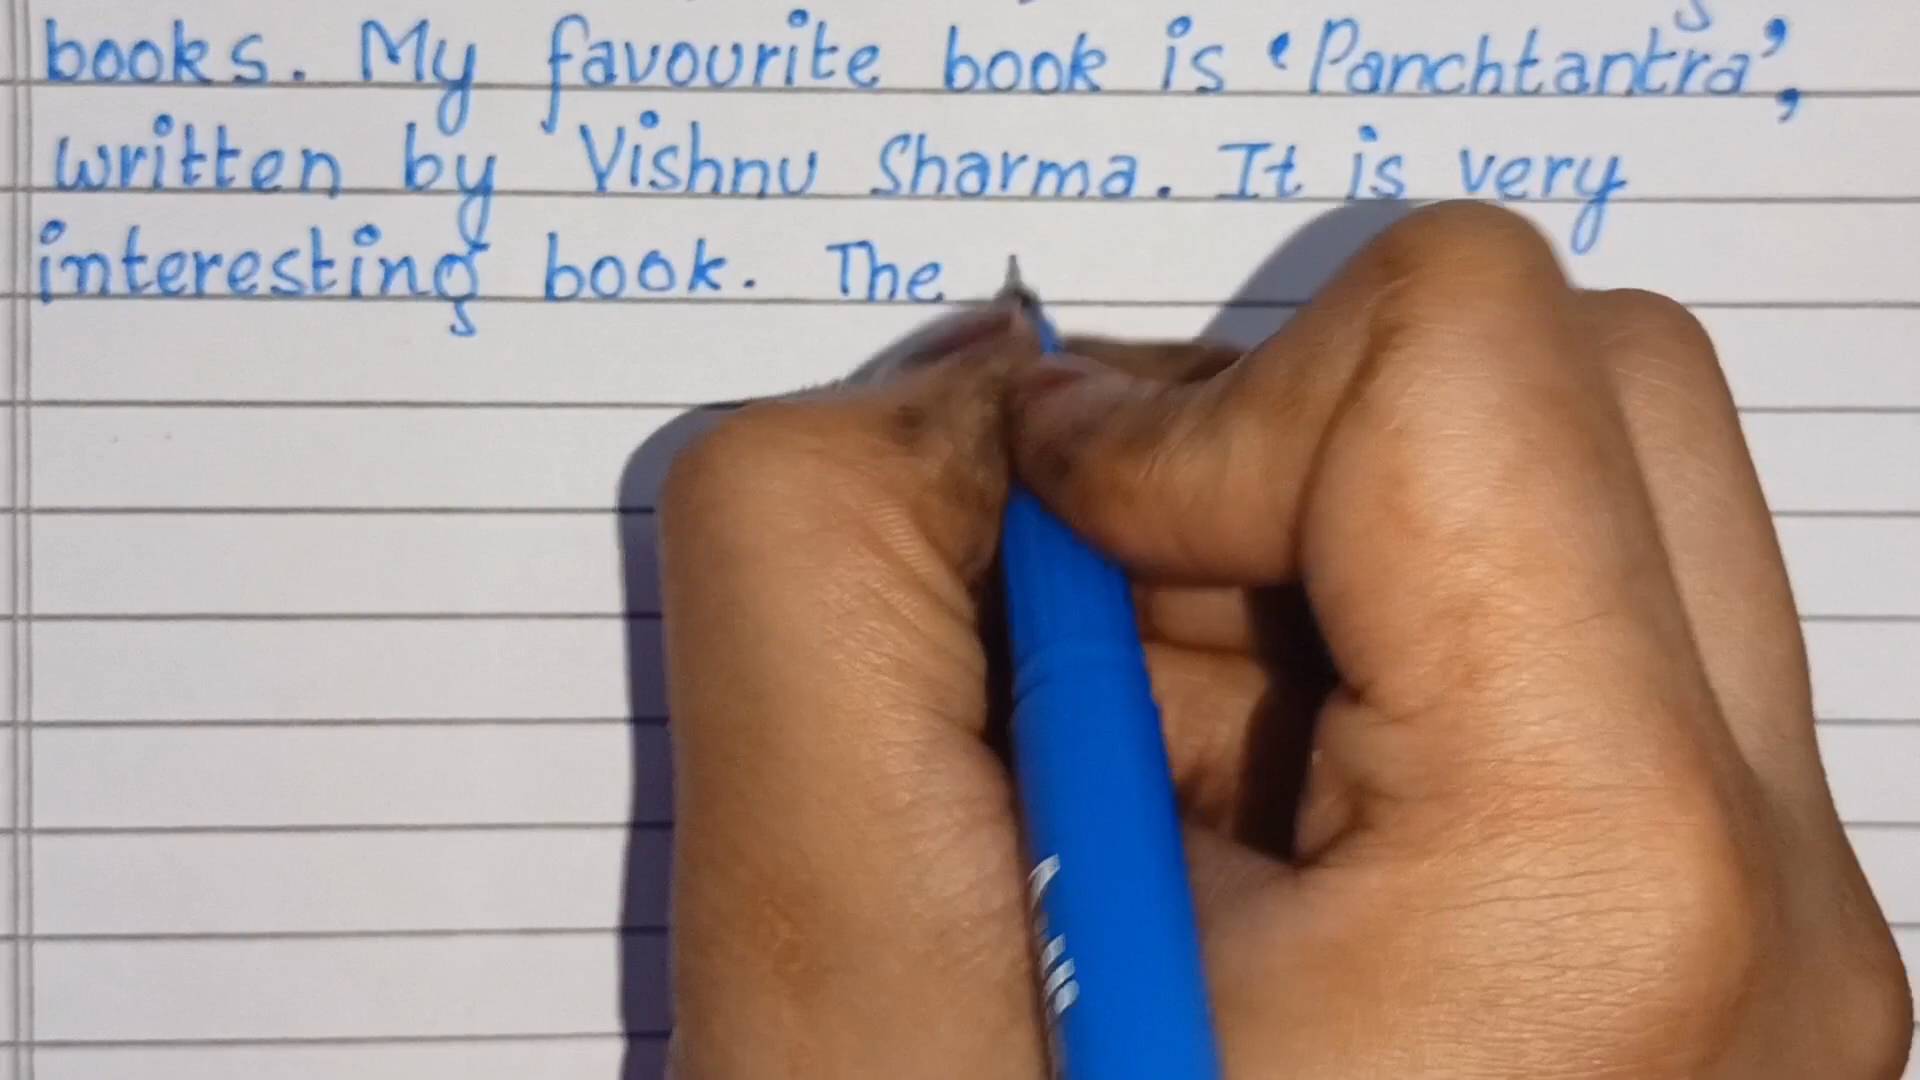 books. My favourite book is 'Panchtantra',
written by Vishnu Sharma. It is very
interesting book. The